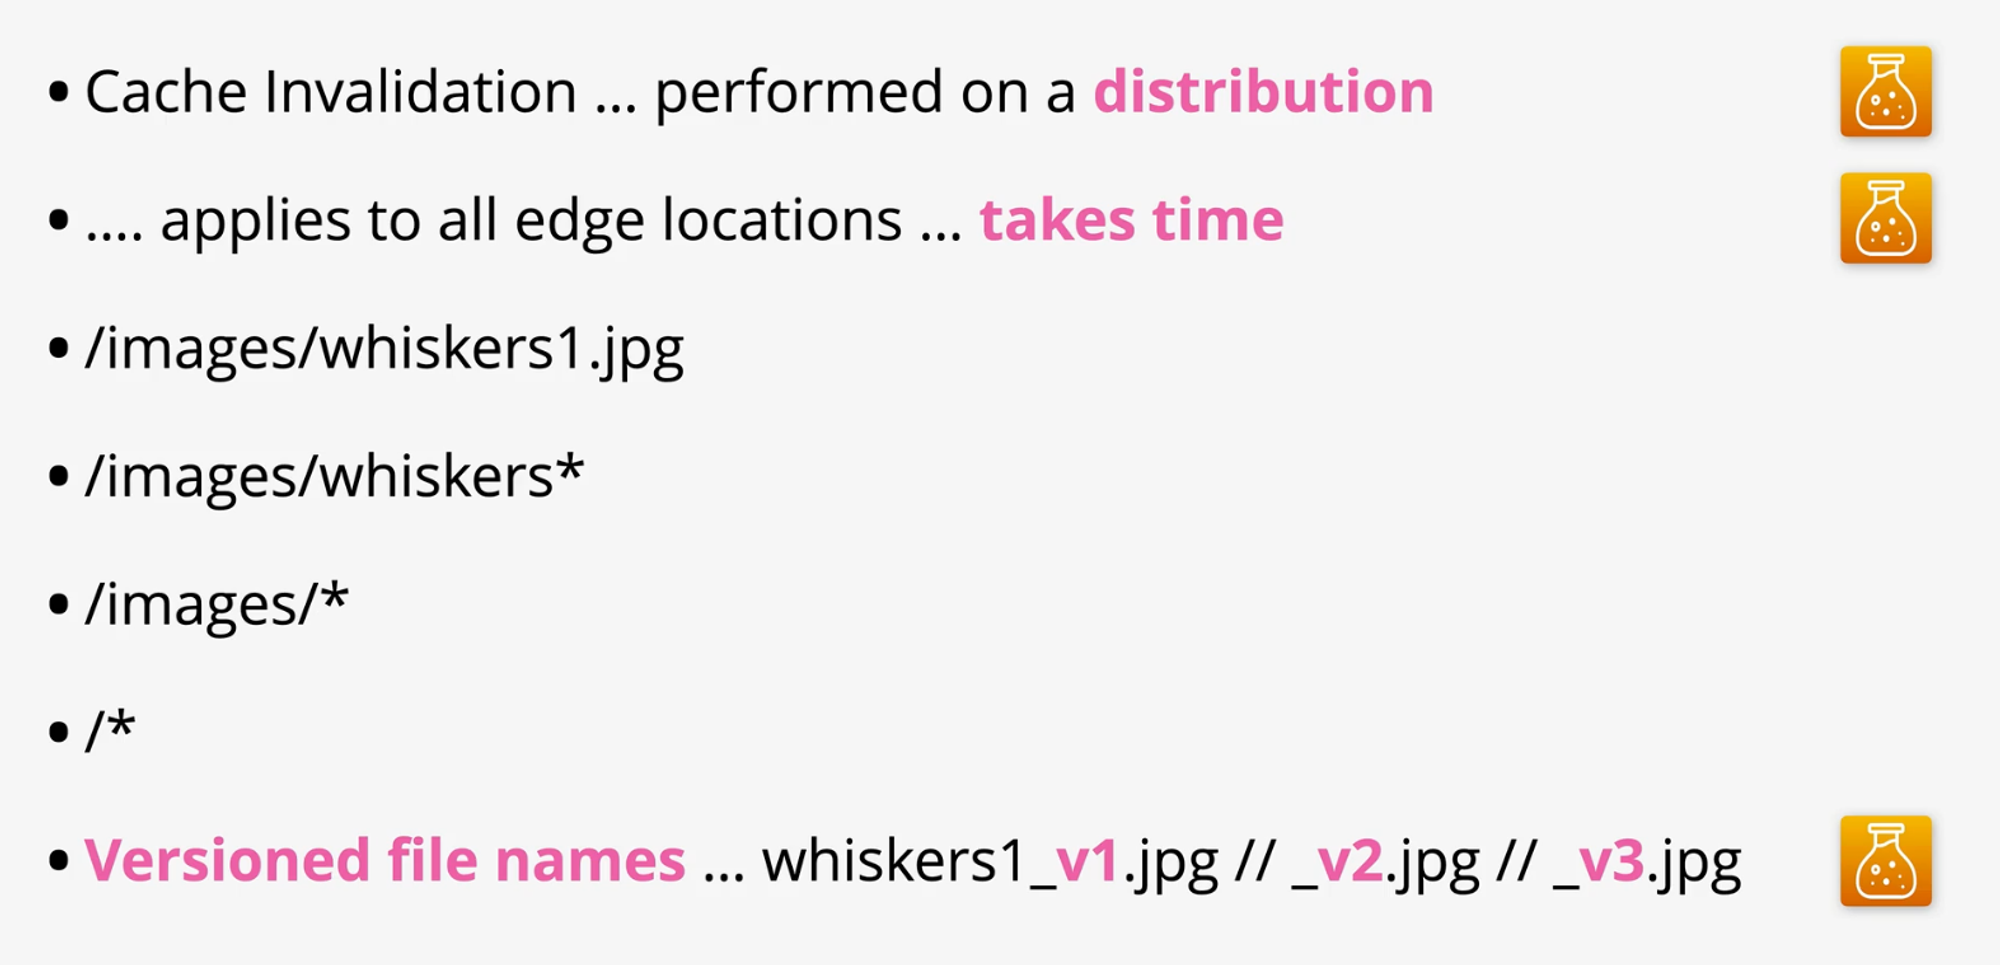 • Cache Invalidation ... performed on a distribution
• .... applies to all edge locations ... takes time
• /images/whiskers1.jpg
• /images/whiskers*
• /images/*
• /*
• Versioned file names ... whiskers1_v1.jpg // _v2.jpg // _v3.jpg